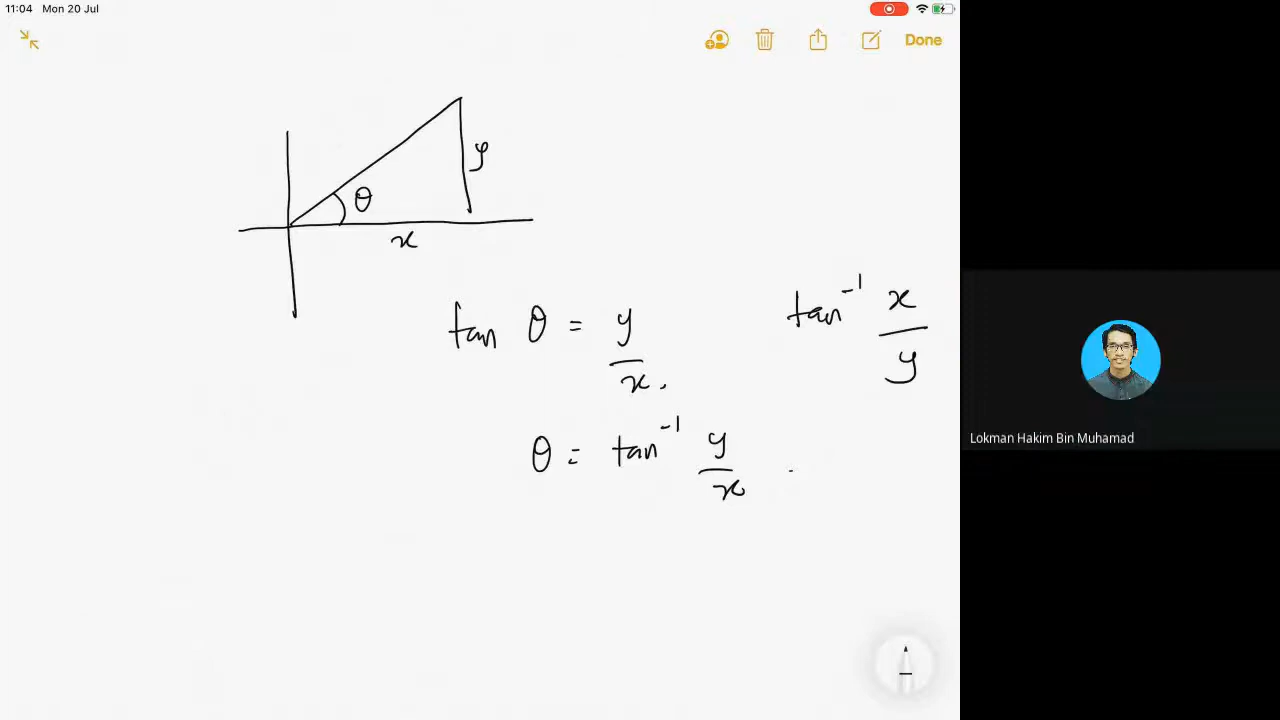 11:04 Mon 20 Jul
Done
y
θ
x
tan θ = y/x.
tan⁻¹ x/y
θ = tan⁻¹ y/x
Lokman Hakim Bin Muhamad